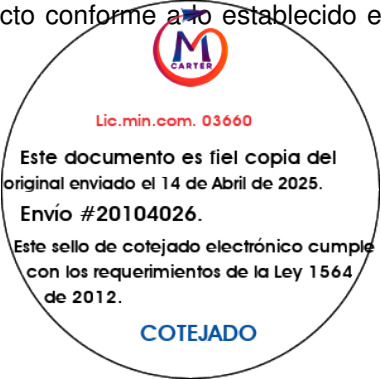 cto conforme a lo establecido e
M
CARTER
Lic.min.com. 03660
Este documento es fiel copia del
original enviado el 14 de Abril de 2025.
Envío #20104026.
Este sello de cotejado electrónico cumple
con los requerimientos de la Ley 1564
de 2012.
COTEJADO